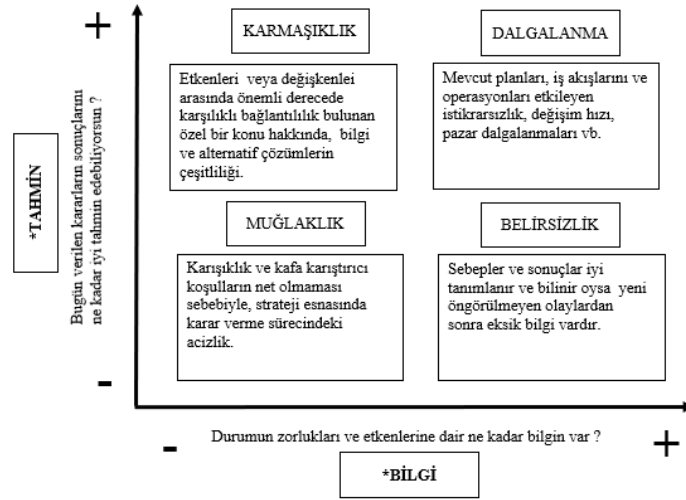 KARMAŞIKLIK
Etkenleri veya değişkenlei
arasında önemli derecede
karşılıklı bağlantılılık bulunan
özel bir konu hakkında, bilgi
ve alternatif çözümlerin
çeşitliliği.
DALGALANMA
Mevcut planları, iş akışlarını ve
operasyonları etkileyen
istikrarsızlık, değişim hızı,
pazar dalgalanmaları vb.
MUĞLAKLIK
Karışıklık ve kafa karıştırıcı
koşulların net olmaması
sebebiyle, strateji esnasında
karar verme sürecindeki
acizlik.
BELİRSİZLİK
Sebepler ve sonuçlar iyi
tanımlanır ve bilinir oysa yeni
öngörülmeyen olaylardan
sonra eksik bilgi vardır.
+
*TAHMİN
Bugün verilen kararların sonuçlarını
ne kadar iyi tahmin edebiliyorsun ?
-
- Durumun zorlukları ve etkenlerine dair ne kadar bilgin var ? +
*BİLGİ